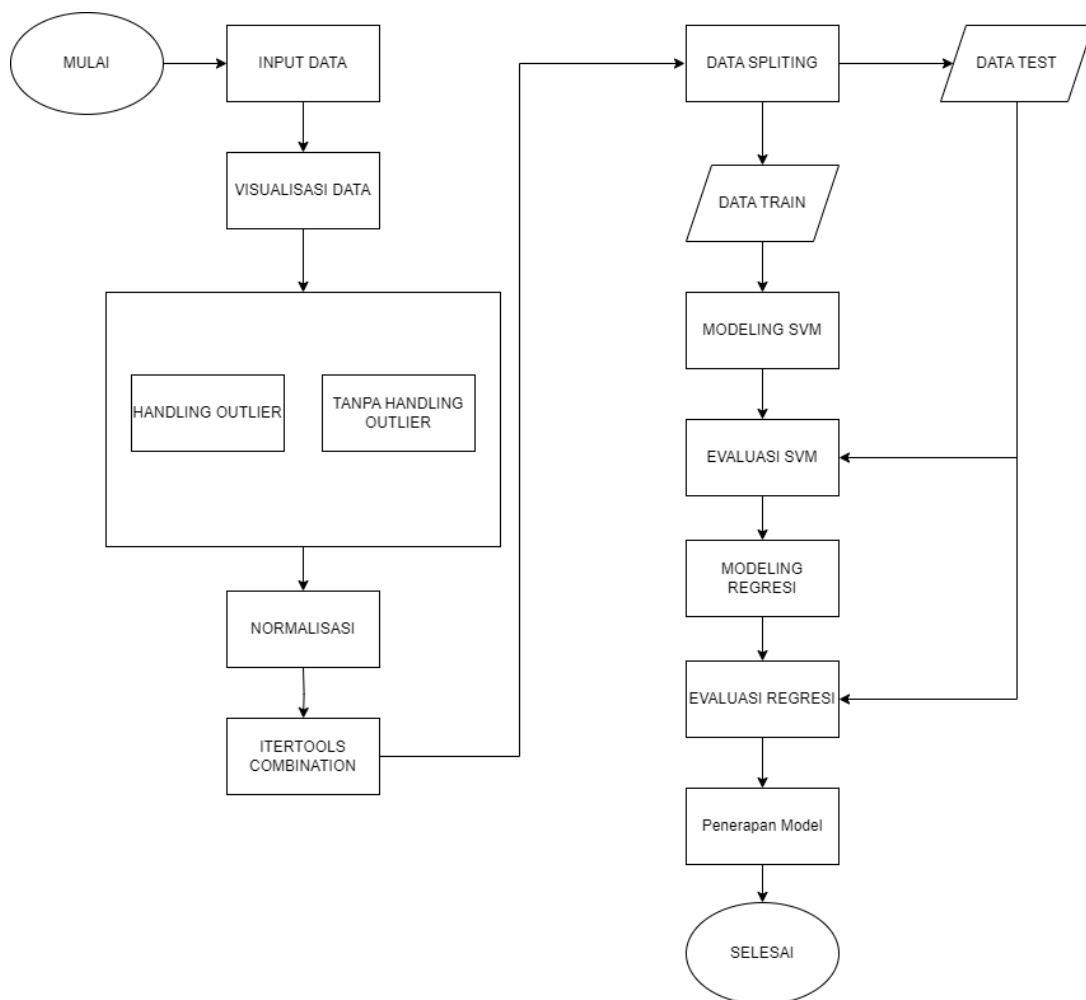 MULAI
INPUT DATA
VISUALISASI DATA
HANDLING OUTLIER
TANPA HANDLING
OUTLIER
NORMALISASI
ITERTOOLS
COMBINATION
DATA SPLITING
DATA TEST
DATA TRAIN
MODELING SVM
EVALUASI SVM
MODELING
REGRESI
EVALUASI REGRESI
Penerapan Model
SELESAI